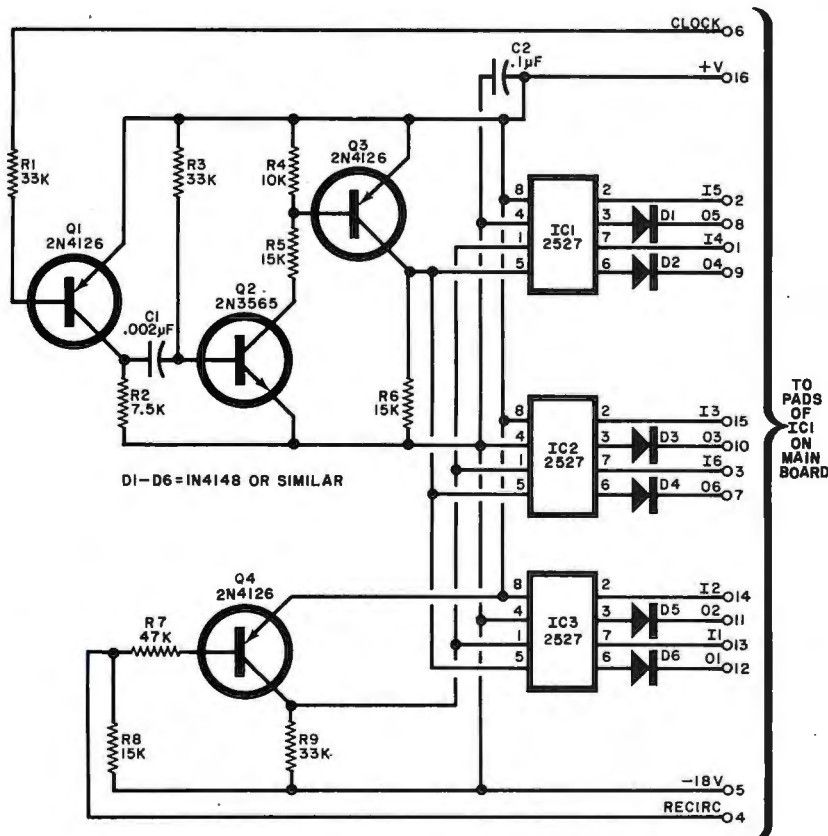 CLOCK
6
C2
.1µF
+V
16
R1
33K
R3
33K
R4
10K
Q3
2N4126
Q1
2N4126
R5
15K
Q2
2N3565
C1
.002µF
R2
7.5K
R6
15K
8
4
1
5
IC1
2527
2
3
7
6
D1
D2
I5
O5
I4
O4
2
8
1
9
D1-D6=1N4148 OR SIMILAR
8
4
1
5
IC2
2527
2
3
7
6
D3
D4
I3
O3
I6
O6
15
10
3
7
TO
PADS
OF
IC1
ON
MAIN
BOARD
Q4
2N4126
R7
47K
R8
15K
R9
33K
8
4
1
5
IC3
2527
2
3
7
6
D5
D6
I2
O2
I1
O1
14
11
13
12
-18V
5
RECIRC
4